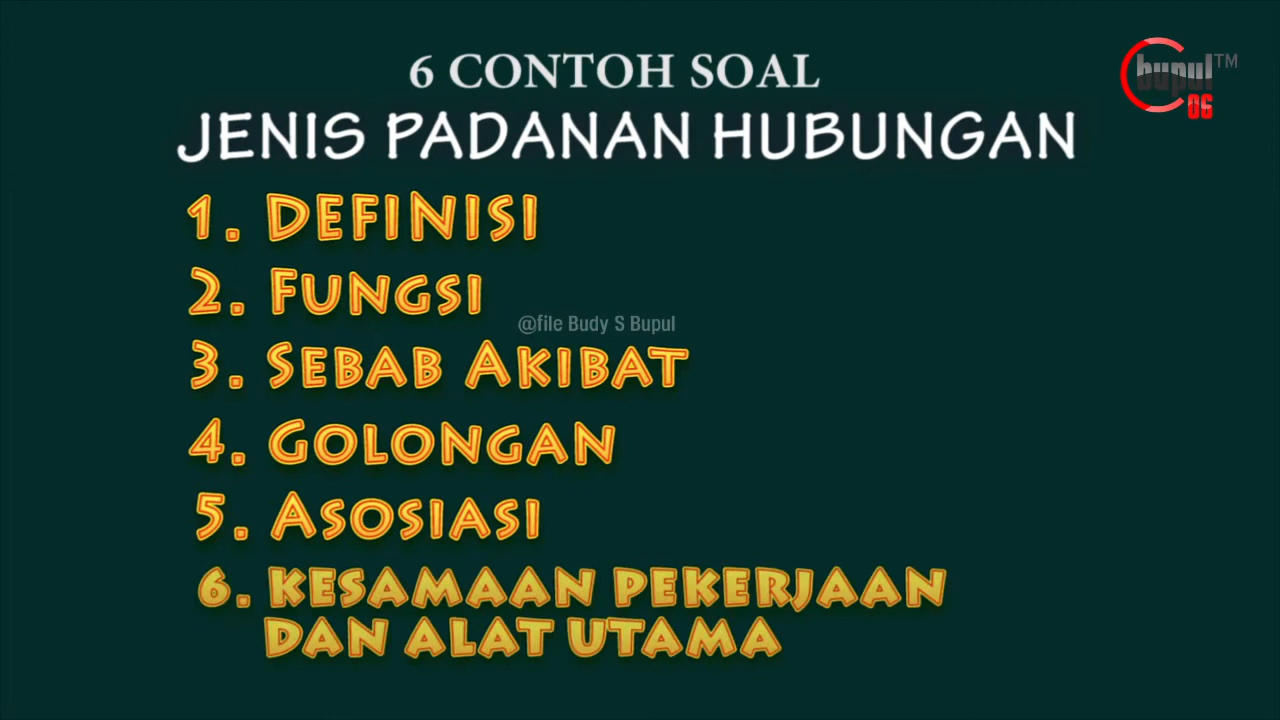 6 CONTOH SOAL
JENIS PADANAN HUBUNGAN
1. DEFINISI
2. FUNGSI
3. SEBAB AKIBAT
4. GOLONGAN
5. ASOSIASI
6. KESAMAAN PEKERJAAN
DAN ALAT UTAMA
@file Budy S Bupul
bupul™
06